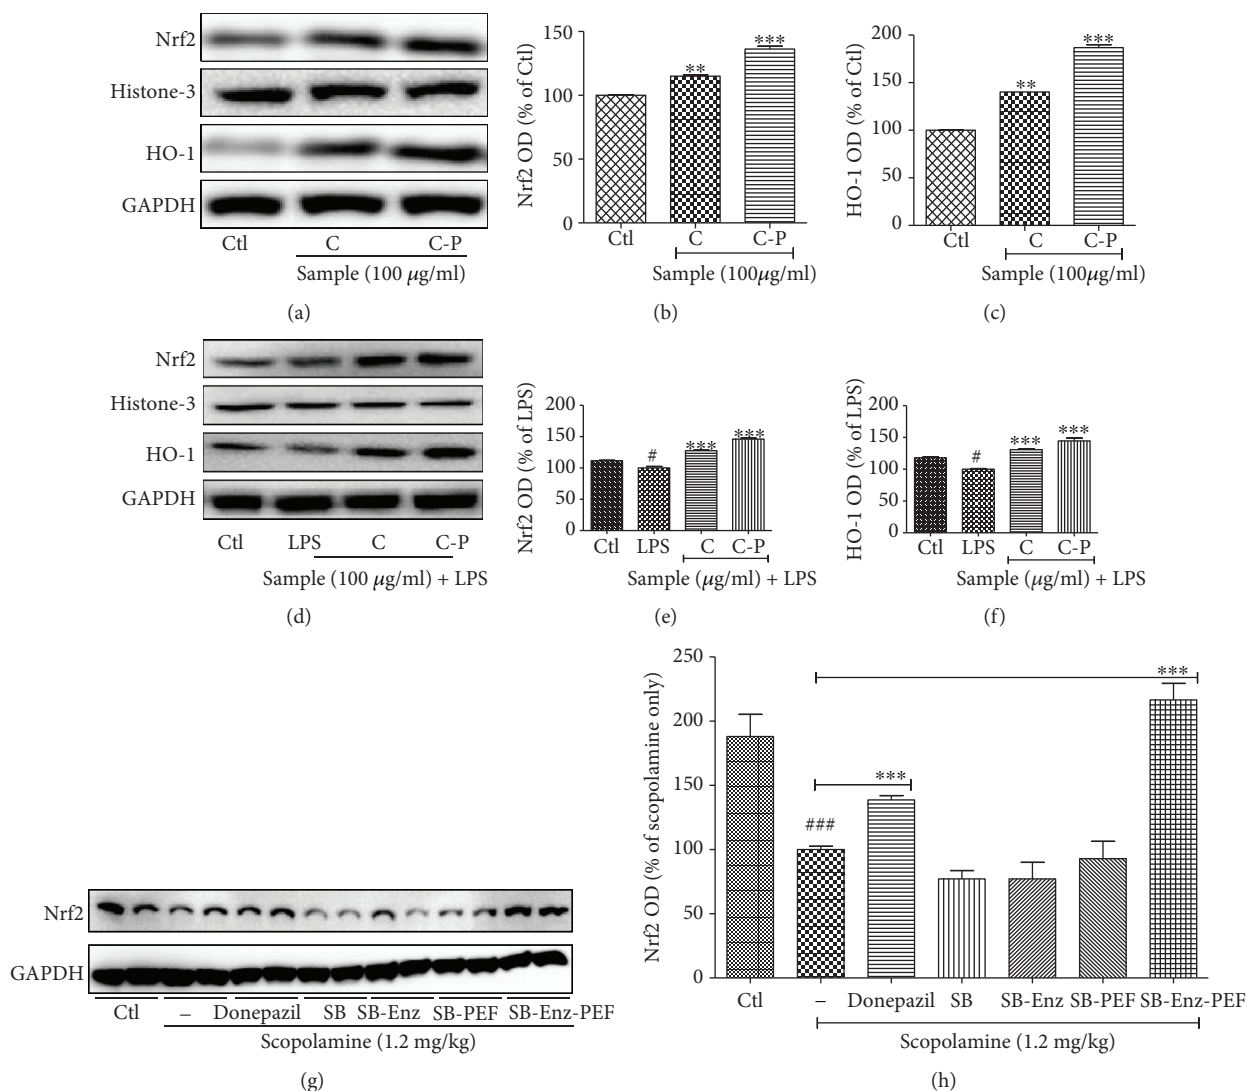 Nrf2
Histone-3
HO-1
GAPDH
Ctl C C-P
Sample (100 μg/ml)
(a)
Nrf2 OD (% of Ctl)
150
100
50
0
** ***
Ctl C C-P
Sample (100μg/ml)
(b)
HO-1 OD (% of Ctl)
200
150
100
50
0
** ***
Ctl C C-P
Sample (100μg/ml)
(c)
Nrf2
Histone-3
HO-1
GAPDH
Ctl LPS C C-P
Sample (100 μg/ml) + LPS
(d)
Nrf2 OD (% of LPS)
200
150
100
50
0
# *** ***
Ctl LPS C C-P
Sample (μg/ml) + LPS
(e)
HO-1 OD (% of LPS)
200
150
100
50
0
# *** ***
Ctl LPS C C-P
Sample (μg/ml) + LPS
(f)
Nrf2
GAPDH
Ctl – Donepazil SB SB-Enz SB-PEF SB-Enz-PEF
Scopolamine (1.2 mg/kg)
(g)
Nrf2 OD (% of scopolamine only)
250
200
150
100
50
0
### *** ***
Ctl – Donepazil SB SB-Enz SB-PEF SB-Enz-PEF
Scopolamine (1.2 mg/kg)
(h)